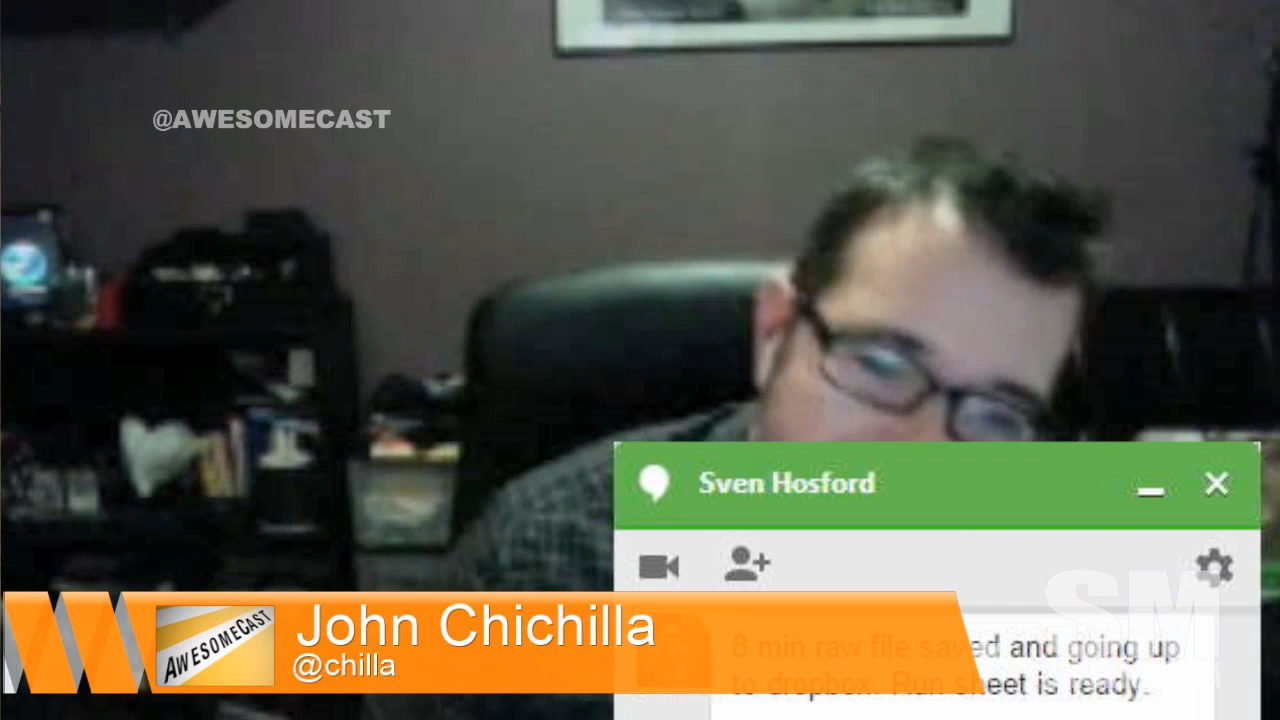 @AWESOMECAST
Sven Hosford
John Chichilla
@chilla
AWESOMECAST
8 min raw file saved and going up
to dropbox. Run sheet is ready.
SM